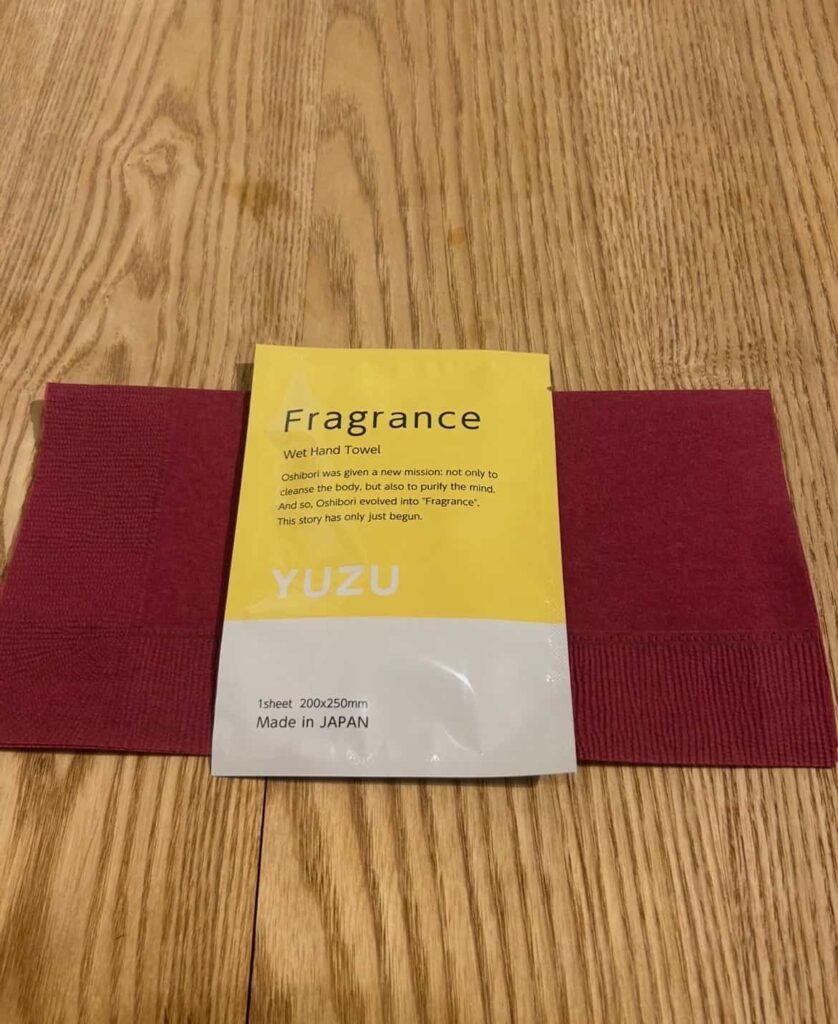 Fragrance
Wet Hand Towel
Oshibori was given a new mission: not only to
cleanse the body, but also to purify the mind.
And so, Oshibori evolved into "Fragrance".
This story has only just begun.
YUZU
1sheet 200x250mm
Made in JAPAN